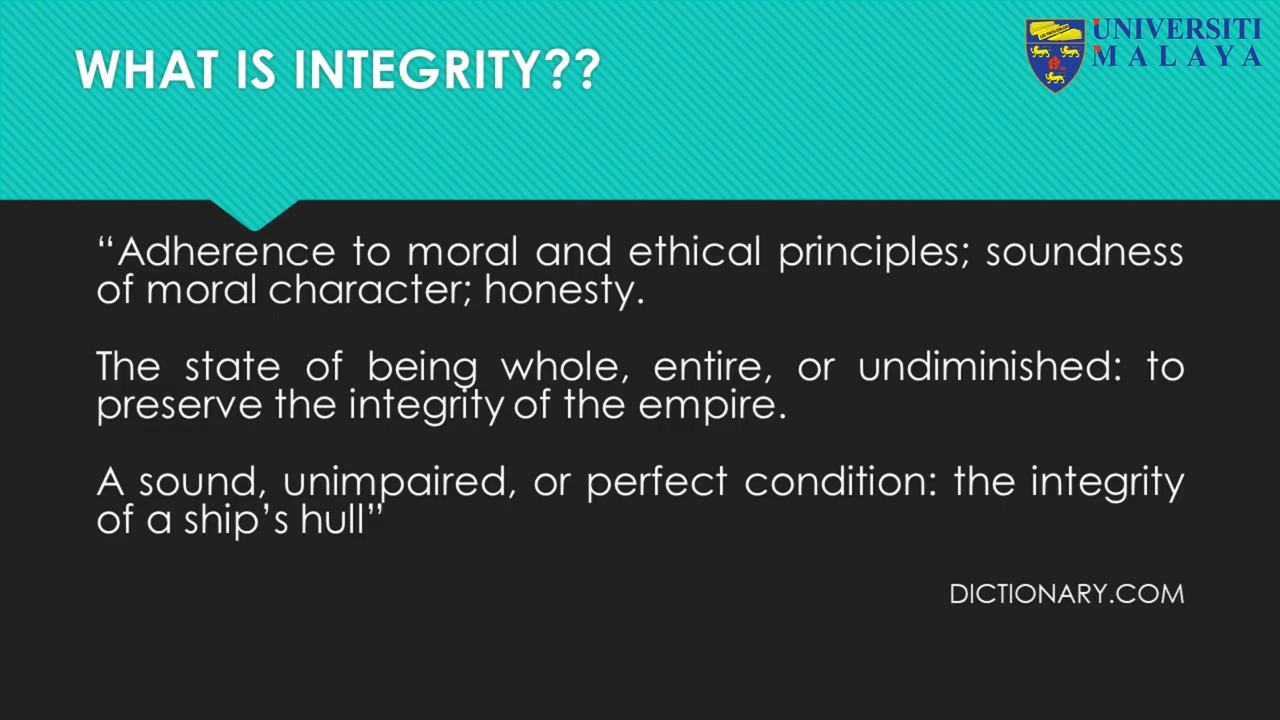 WHAT IS INTEGRITY??
UNIVERSITI
MALAYA
“Adherence to moral and ethical principles; soundness
of moral character; honesty.
The state of being whole, entire, or undiminished: to
preserve the integrity of the empire.
A sound, unimpaired, or perfect condition: the integrity
of a ship’s hull”
DICTIONARY.COM